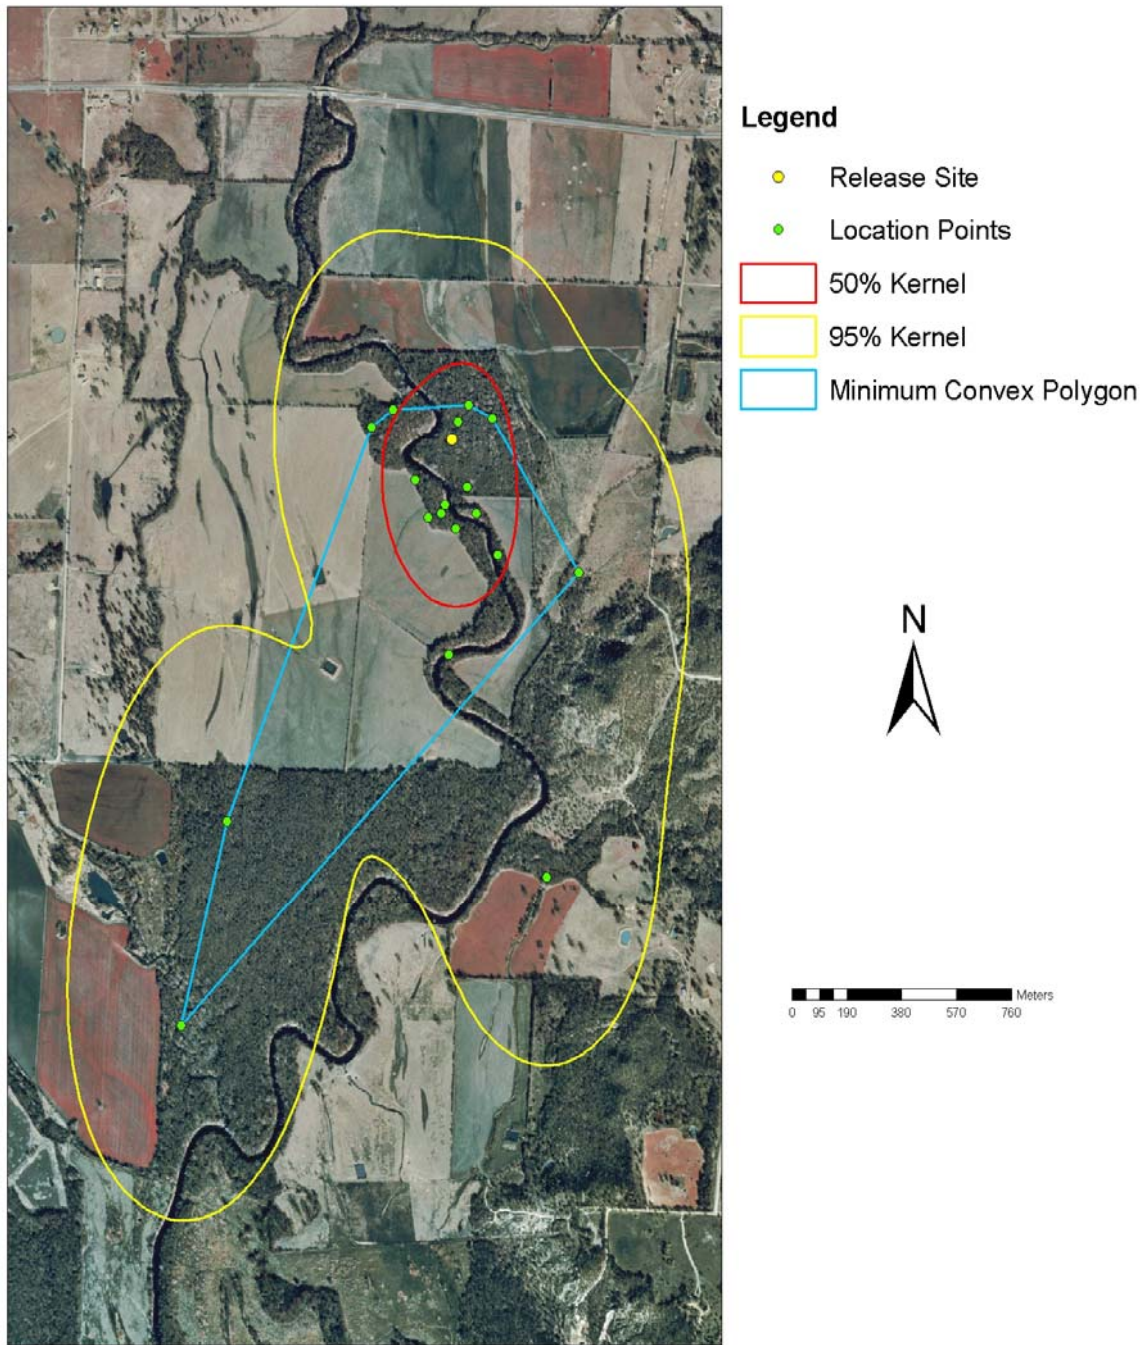 Legend
Release Site
Location Points
50% Kernel
95% Kernel
Minimum Convex Polygon
N
Meters
0 95 190 380 570 760